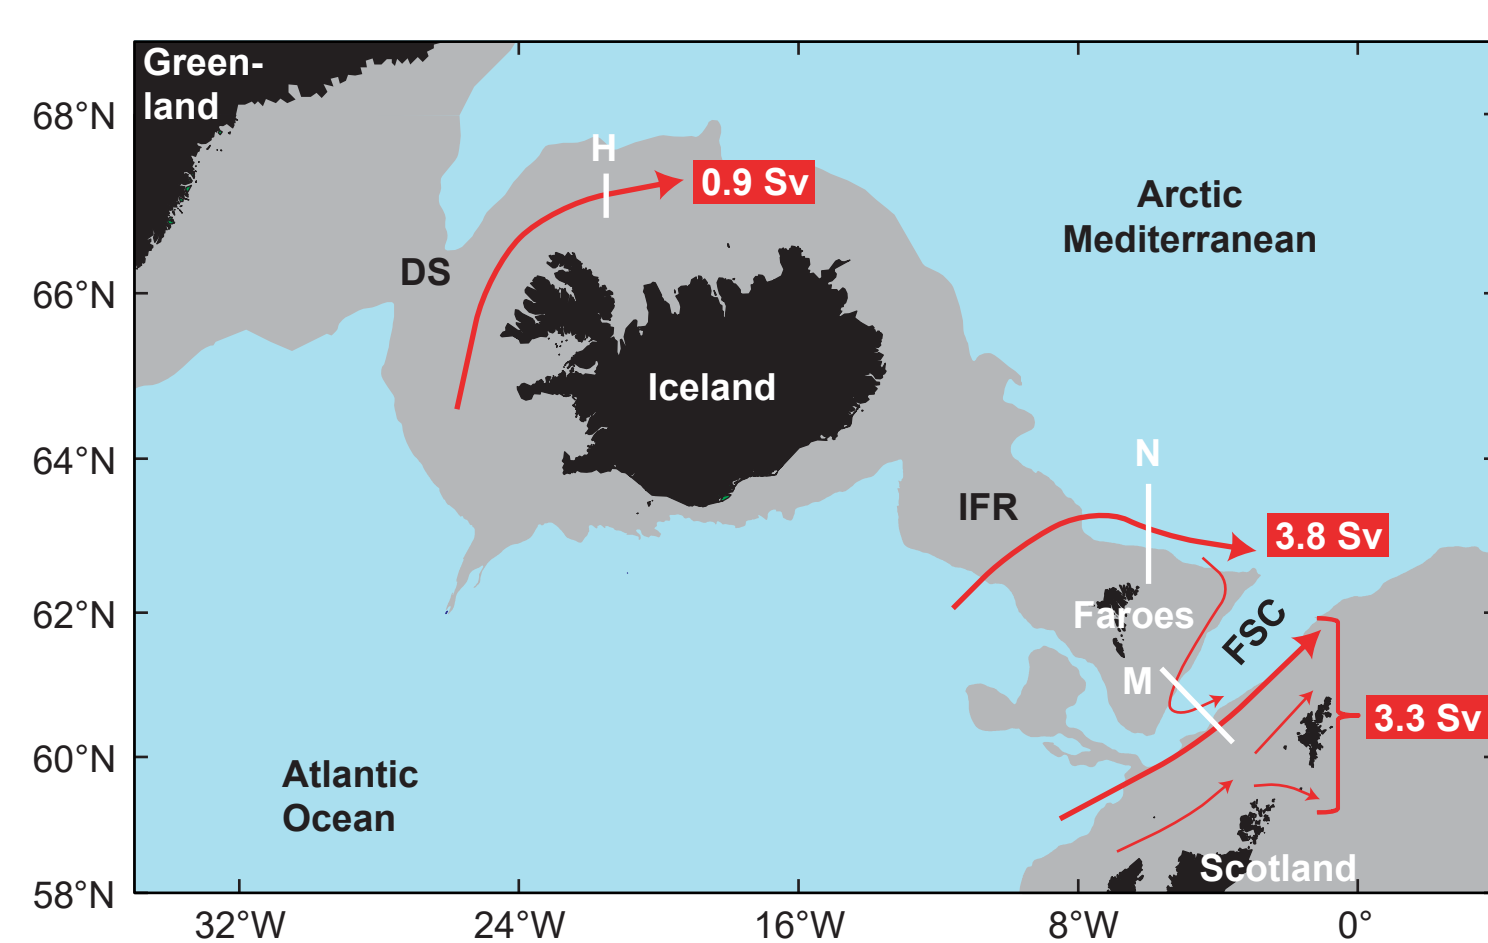 Green-
land
68°N
H
0.9 Sv
Arctic
Mediterranean
DS
66°N
Iceland
64°N
N
IFR
3.8 Sv
62°N
Faroes
FSC
M
3.3 Sv
60°N
Atlantic
Ocean
Scotland
58°N
32°W
24°W
16°W
8°W
0°